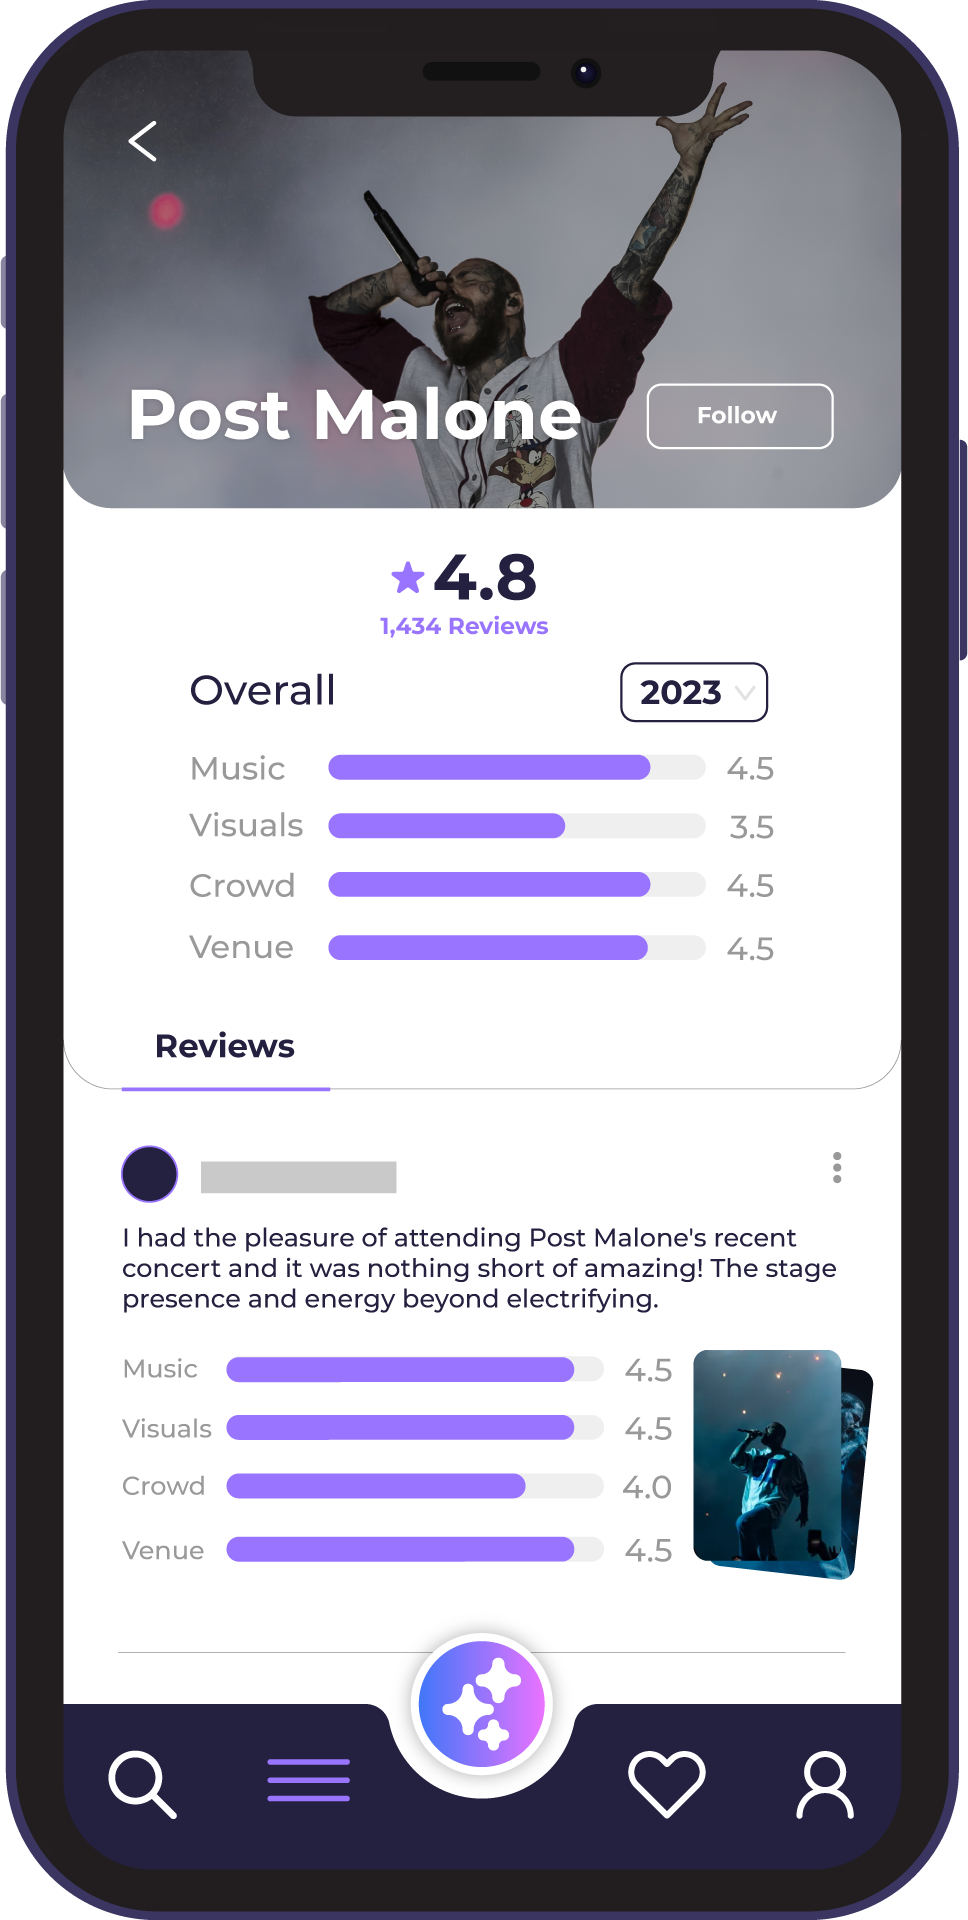 Post Malone
Follow
4.8
1,434 Reviews
Overall
2023
Music 4.5
Visuals 3.5
Crowd 4.5
Venue 4.5
Reviews
I had the pleasure of attending Post Malone's recent
concert and it was nothing short of amazing! The stage
presence and energy beyond electrifying.
Music 4.5
Visuals 4.5
Crowd 4.0
Venue 4.5